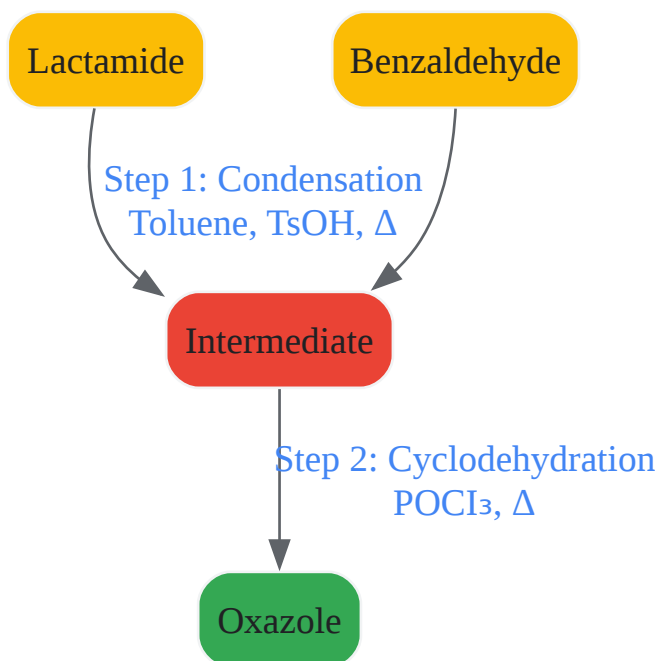 Lactamide
Benzaldehyde
Step 1: Condensation
Toluene, TsOH, Δ
Intermediate
Step 2: Cyclodehydration
POCl₃, Δ
Oxazole